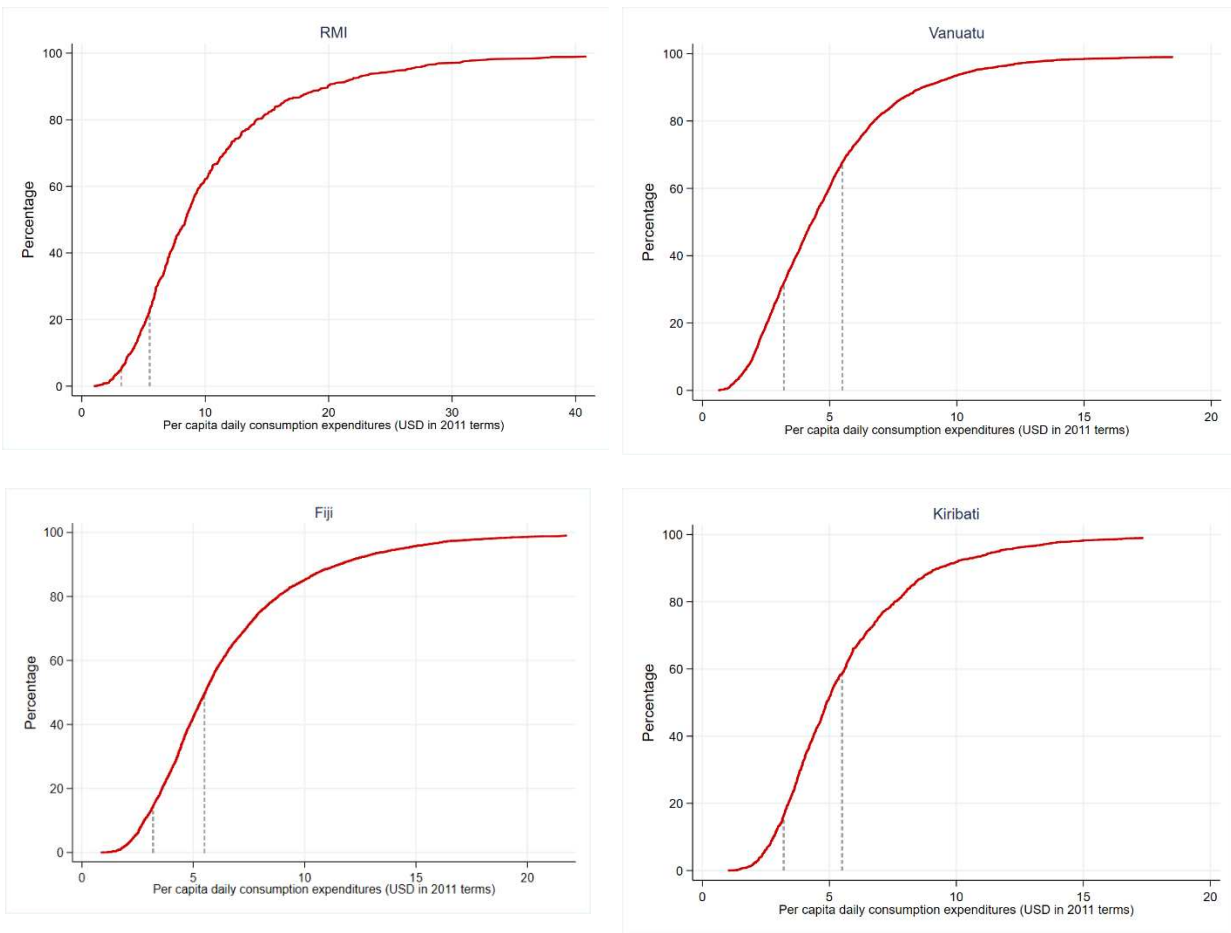 RMI
100
80
60
40
20
0
Percentage
0 10 20 30 40
Per capita daily consumption expenditures (USD in 2011 terms)
Vanuatu
100
80
60
40
20
0
Percentage
0 5 10 15 20
Per capita daily consumption expenditures (USD in 2011 terms)
Fiji
100
80
60
40
20
0
Percentage
0 5 10 15 20
Per capita daily consumption expenditures (USD in 2011 terms)
Kiribati
100
80
60
40
20
0
Percentage
0 5 10 15 20
Per capita daily consumption expenditures (USD in 2011 terms)